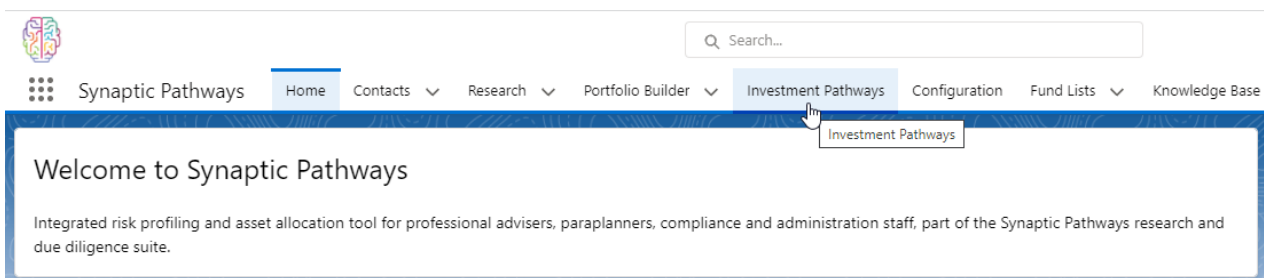 Search...
Synaptic Pathways Home Contacts Research Portfolio Builder Investment Pathways Configuration Fund Lists Knowledge Base
Investment Pathways
Welcome to Synaptic Pathways
Integrated risk profiling and asset allocation tool for professional advisers, paraplanners, compliance and administration staff, part of the Synaptic Pathways research and
due diligence suite.